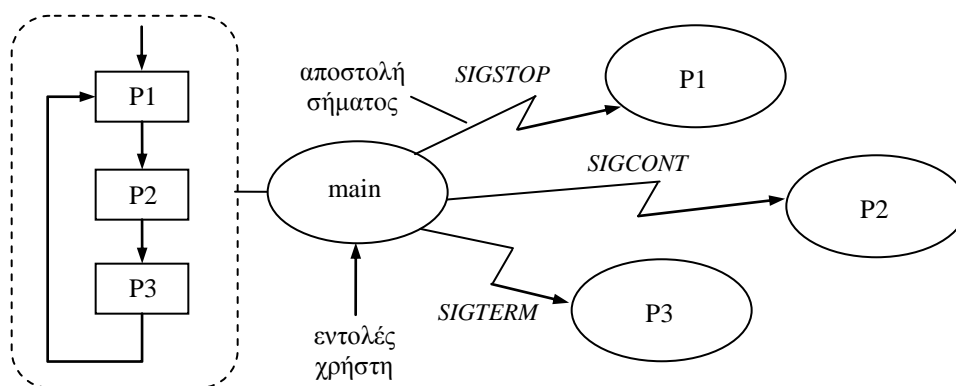 P1
P2
P3
αποστολή
σήματος
SIGSTOP
P1
main
SIGCONT
P2
SIGTERM
P3
εντολές
χρήστη